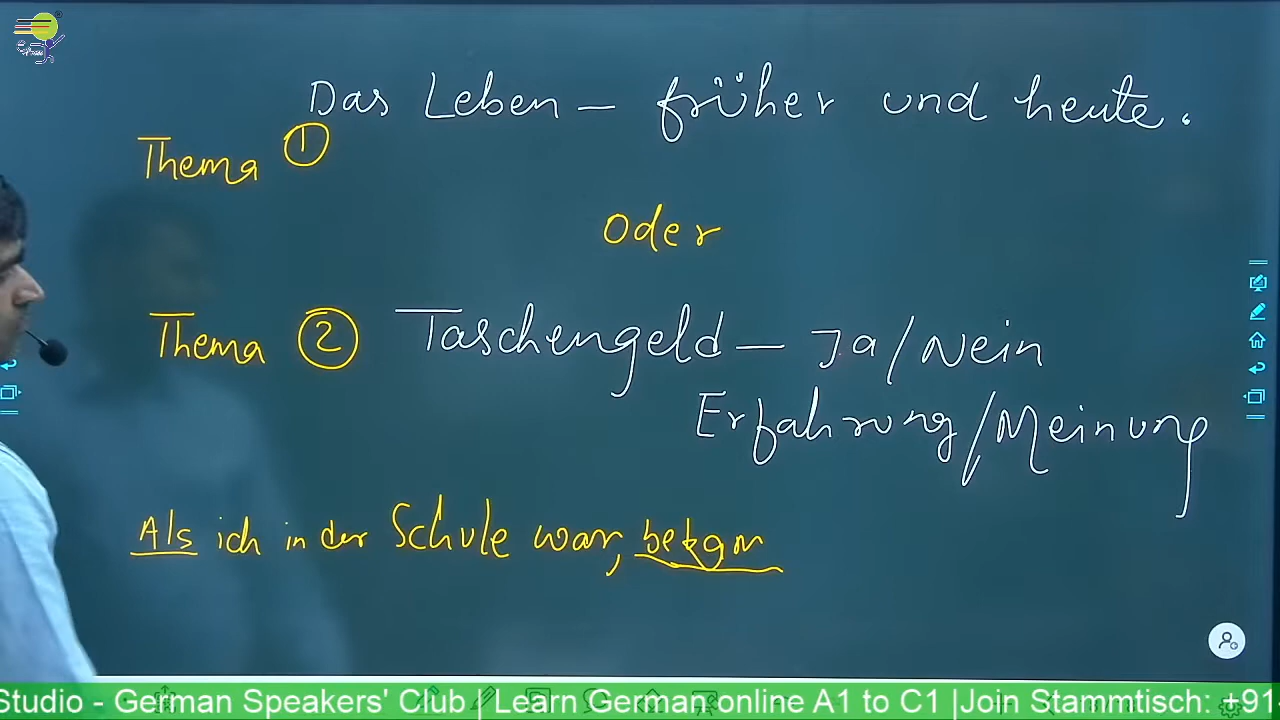 Das Leben – früher und heute.
Thema ①
Oder
Thema ② Taschengeld – Ja/Nein
Erfahrung/Meinung
Als ich in der Schule war, bekam
Studio - German Speakers' Club | Learn German online A1 to C1 |Join Stammtisch: +91